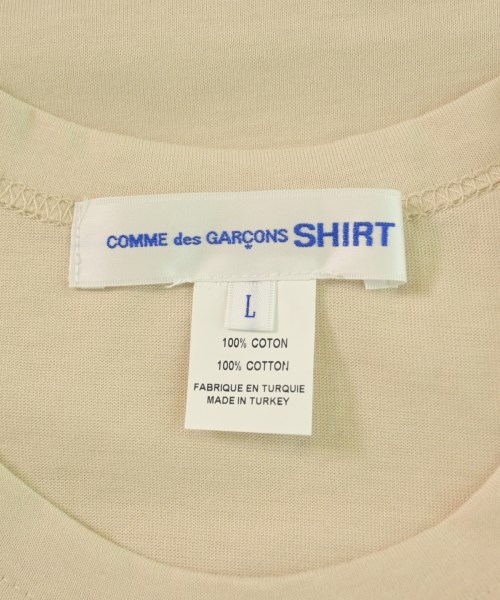 COMME des GARÇONS SHIRT
L
100% COTON
100% COTTON
FABRIQUE EN TURQUIE
MADE IN TURKEY